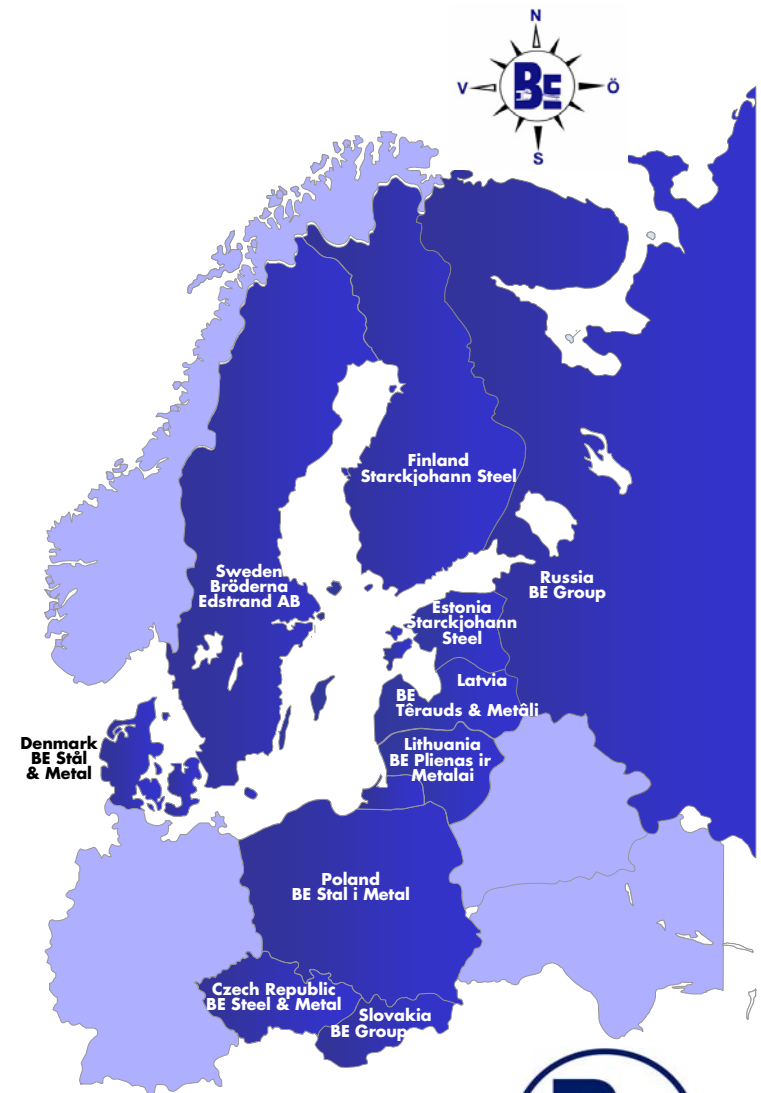 N
V
BE
Ö
S
Finland
Starckjohann Steel
Sweden
Bröderna
Edstrand AB
Russia
BE Group
Estonia
Starckjohann
Steel
Latvia
BE
Têrauds & Metâli
Denmark
BE Stål
& Metal
Lithuania
BE Plienas ir
Metalai
Poland
BE Stal i Metal
Czech Republic
BE Steel & Metal
Slovakia
BE Group